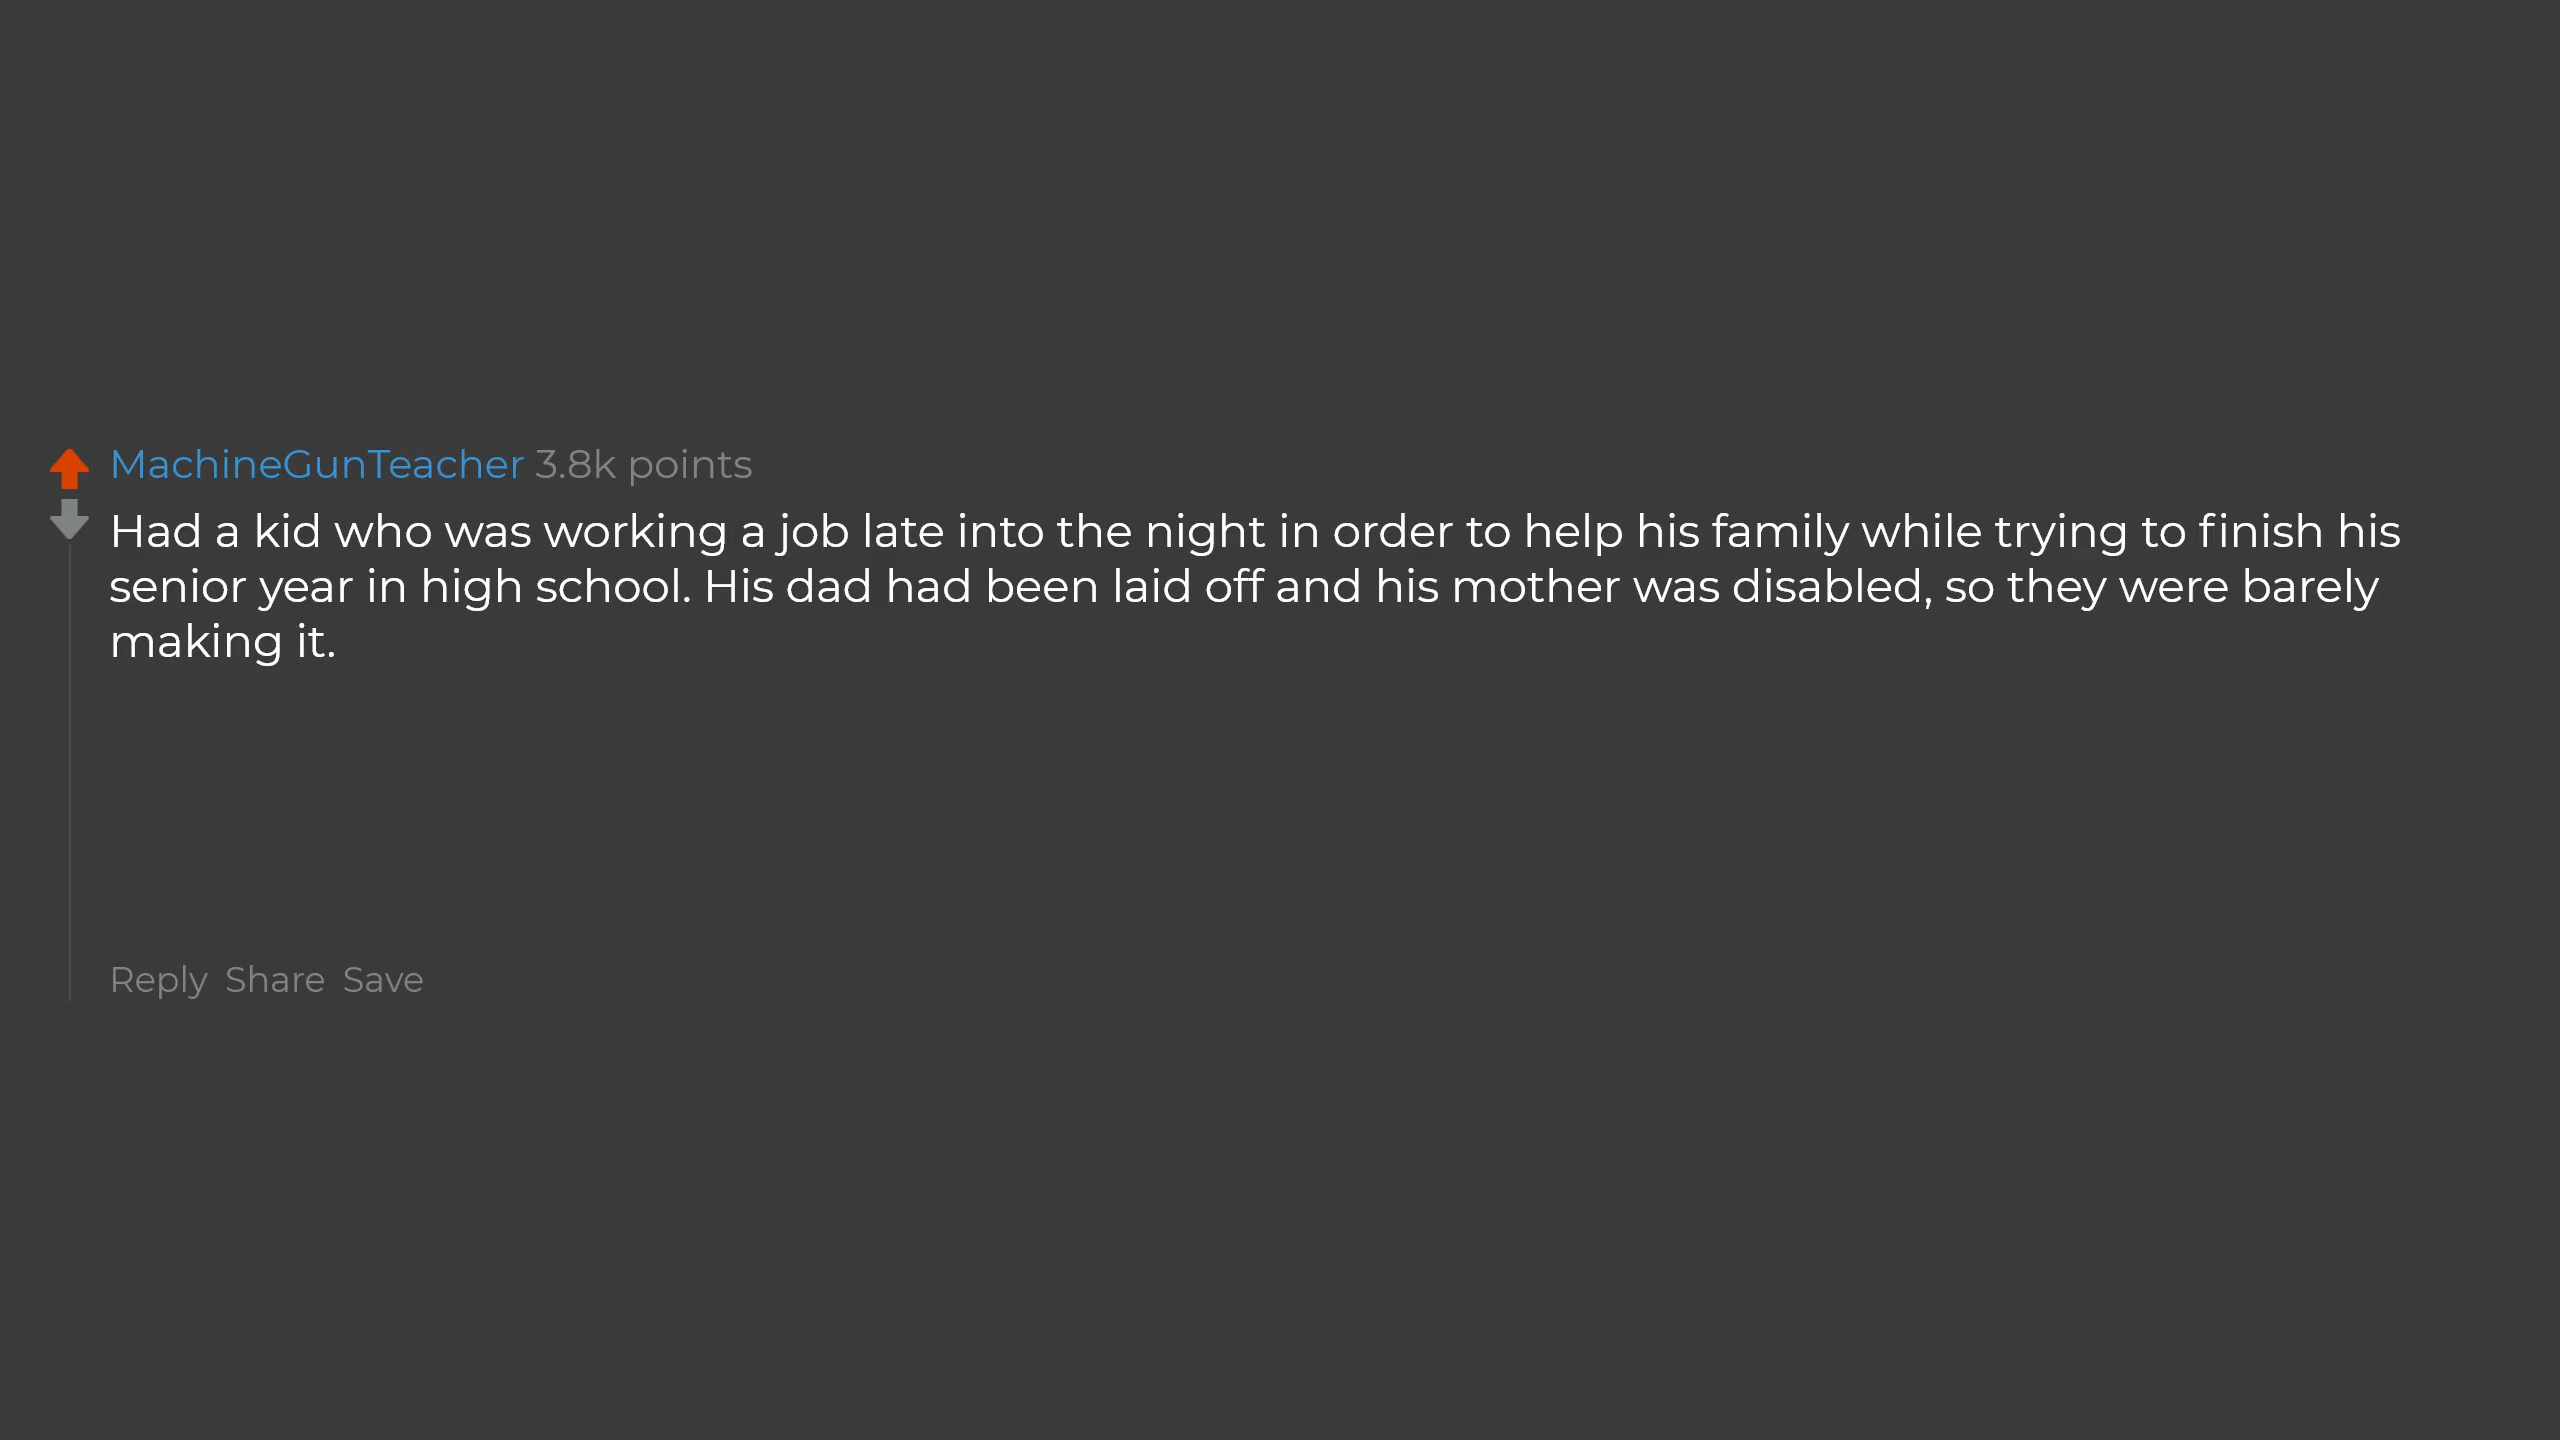 MachineGunTeacher 3.8k points
Had a kid who was working a job late into the night in order to help his family while trying to finish his
senior year in high school. His dad had been laid off and his mother was disabled, so they were barely
making it.
Reply Share Save